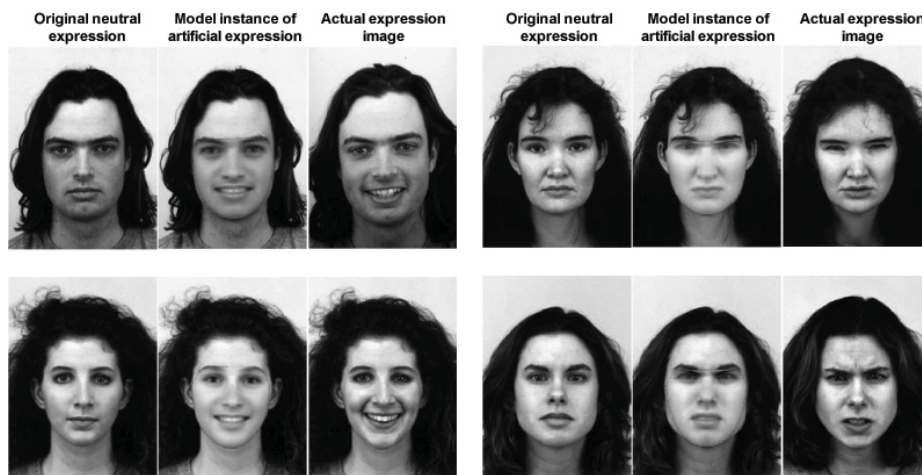 Original neutral
expression
Model instance of
artificial expression
Actual expression
image
Original neutral
expression
Model instance of
artificial expression
Actual expression
image